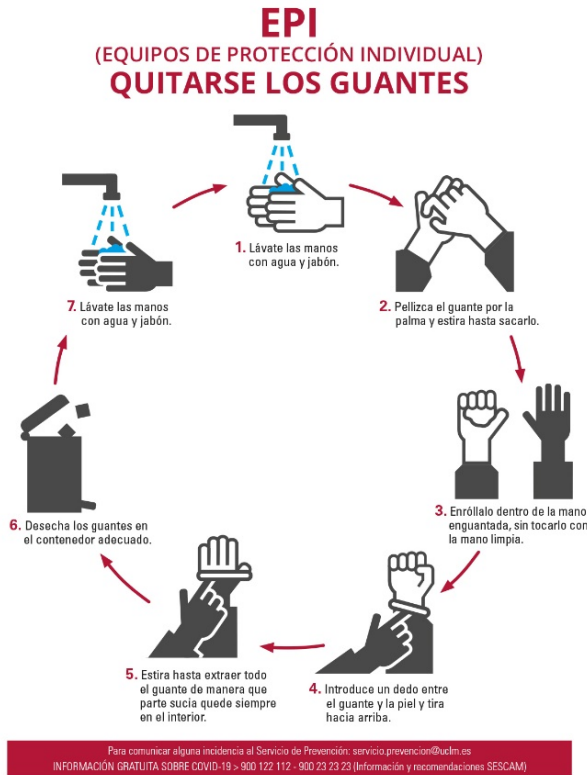 EPI
(EQUIPOS DE PROTECCIÓN INDIVIDUAL)
QUITARSE LOS GUANTES
1. Lávate las manos
con agua y jabón.
2. Pellizca el guante por la
palma y estira hasta sacarlo.
3. Enróllalo dentro de la mano
enguantada, sin tocarlo con
la mano limpia.
4. Introduce un dedo entre
el guante y la piel y tira
hacia arriba.
5. Estira hasta extraer todo
el guante de manera que
parte sucia quede siempre
en el interior.
6. Desecha los guantes en
el contenedor adecuado.
7. Lávate las manos
con agua y jabón.
Para comunicar alguna incidencia al Servicio de Prevención: servicio.prevencion@uclm.es
INFORMACIÓN GRATUITA SOBRE COVID-19 > 900 122 112 - 900 23 23 23 (Información y recomendaciones SESCAM)